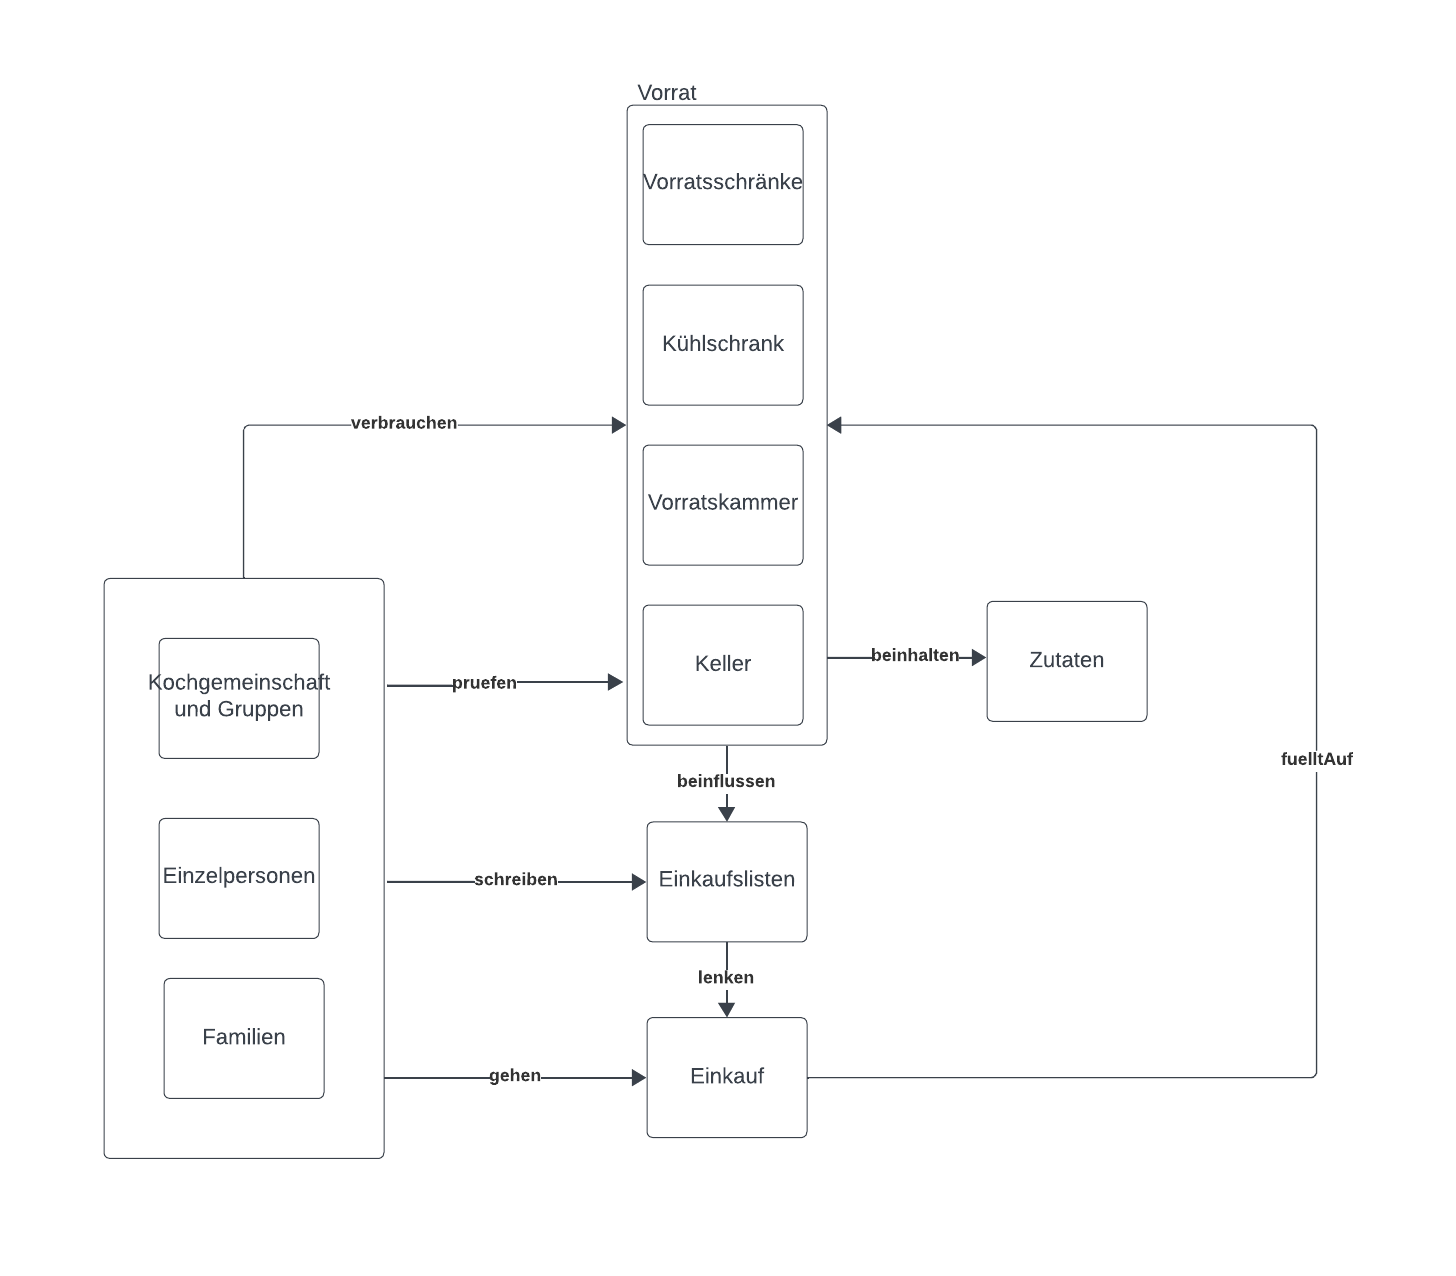 Vorrat
Vorratsschränke
Kühlschrank
verbrauchen
Vorratskammer
Kochgemeinschaft
und Gruppen
pruefen
Keller
beinhalten
Zutaten
fuelltAuf
beinflussen
Einzelpersonen
schreiben
Einkaufslisten
lenken
Familien
gehen
Einkauf